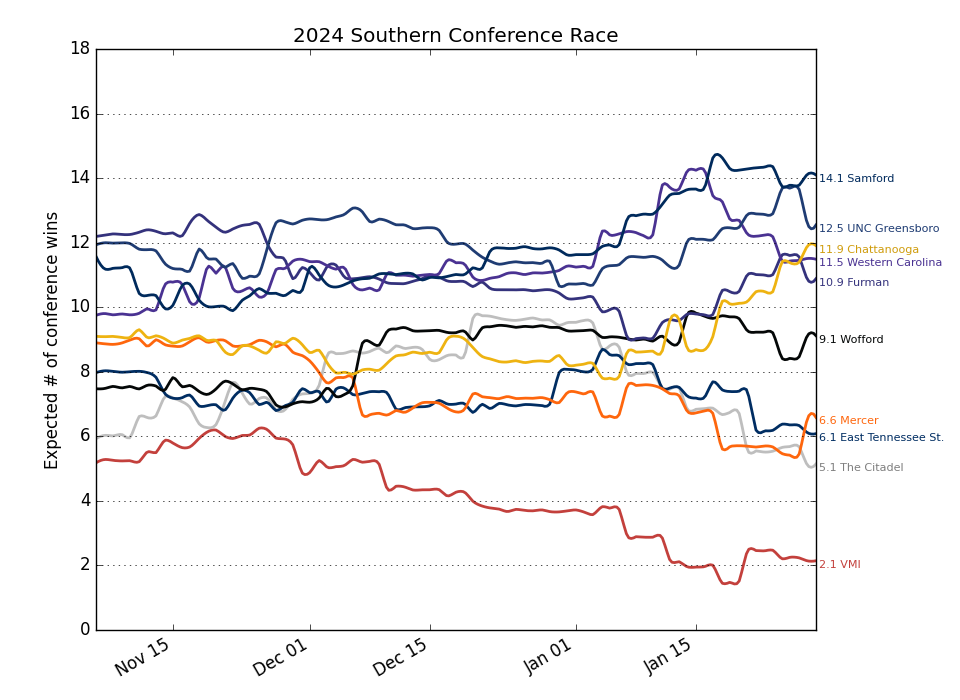 2024 Southern Conference Race
Expected # of conference wins
18
16
14
12
10
8
6
4
2
0
14.1 Samford
12.5 UNC Greensboro
11.9 Chattanooga
11.5 Western Carolina
10.9 Furman
9.1 Wofford
6.6 Mercer
6.1 East Tennessee St.
5.1 The Citadel
2.1 VMI
Nov 15
Dec 01
Dec 15
Jan 01
Jan 15